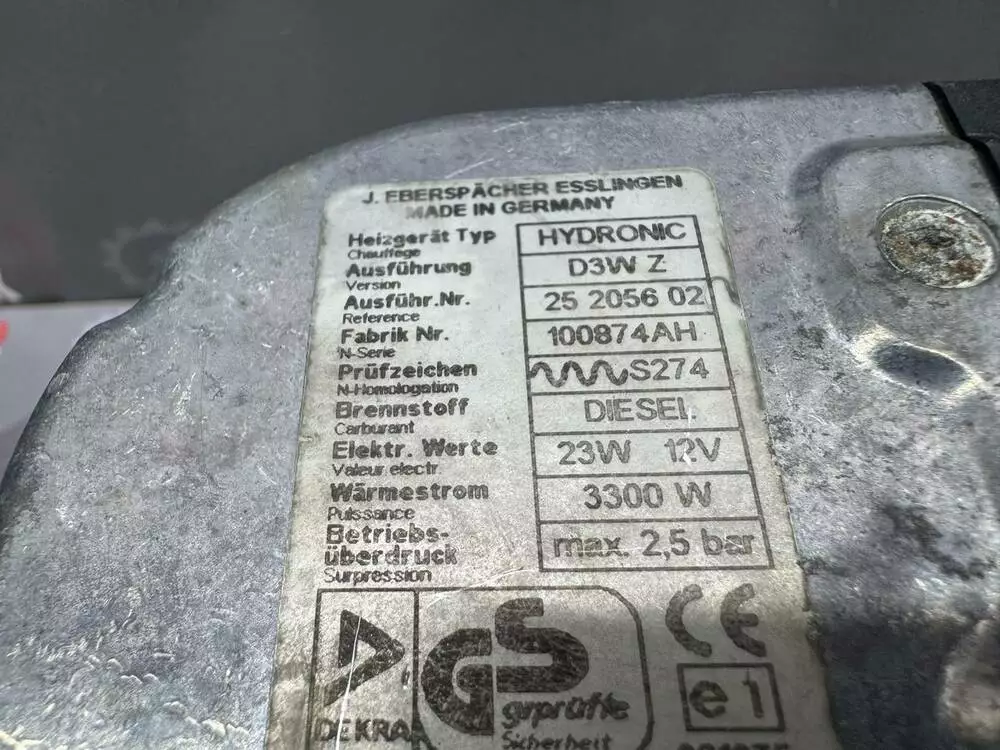 J. EBERSPÄCHER ESSLINGEN
MADE IN GERMANY
Heizgerät Typ HYDRONIC
Chauffage
Ausführung D3W Z
Version
Ausführ.Nr. 25 2056 02
Reference
Fabrik Nr. 100874AH
N-Serie
Prüfzeichen S274
N-Homologation
Brennstoff DIESEL
Carburant
Elektr. Werte 23W 12V
Valeur electr.
Wärmestrom 3300 W
Puissance
Betriebs-
überdruck max. 2,5 bar
Surpression
DEKRA GS CE
geprüfte e1
Sicherheit